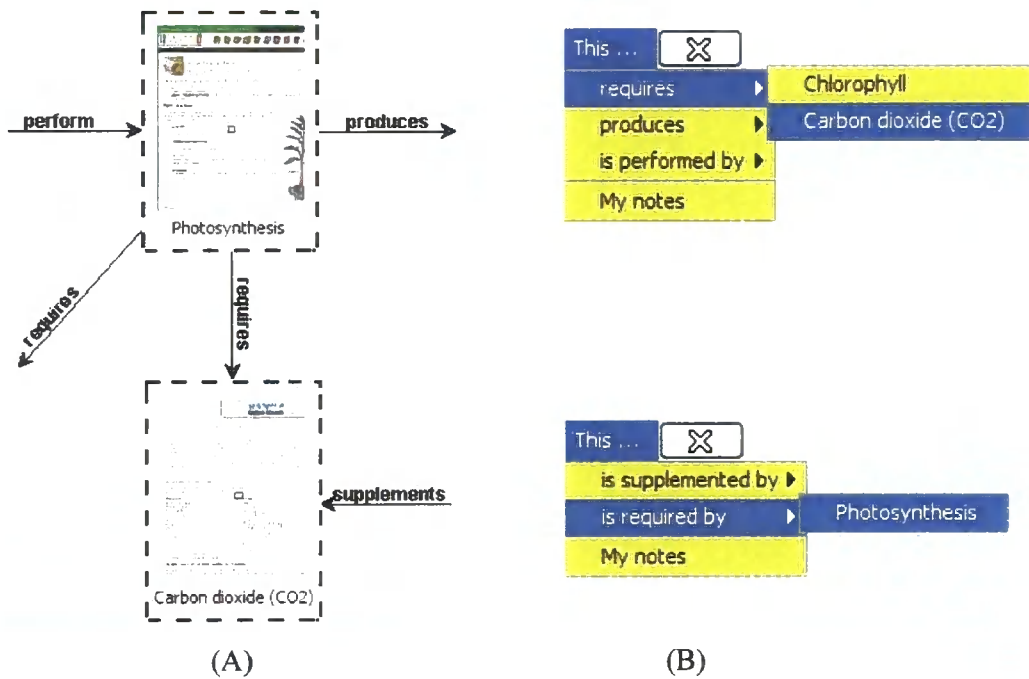 perform
produces
Photosynthesis
requires
requires
supplements
Carbon dioxide (CO2)
(A)
This ...
requires
Chlorophyll
Carbon dioxide (CO2)
produces
is performed by
My notes
This ...
is supplemented by
is required by
Photosynthesis
My notes
(B)